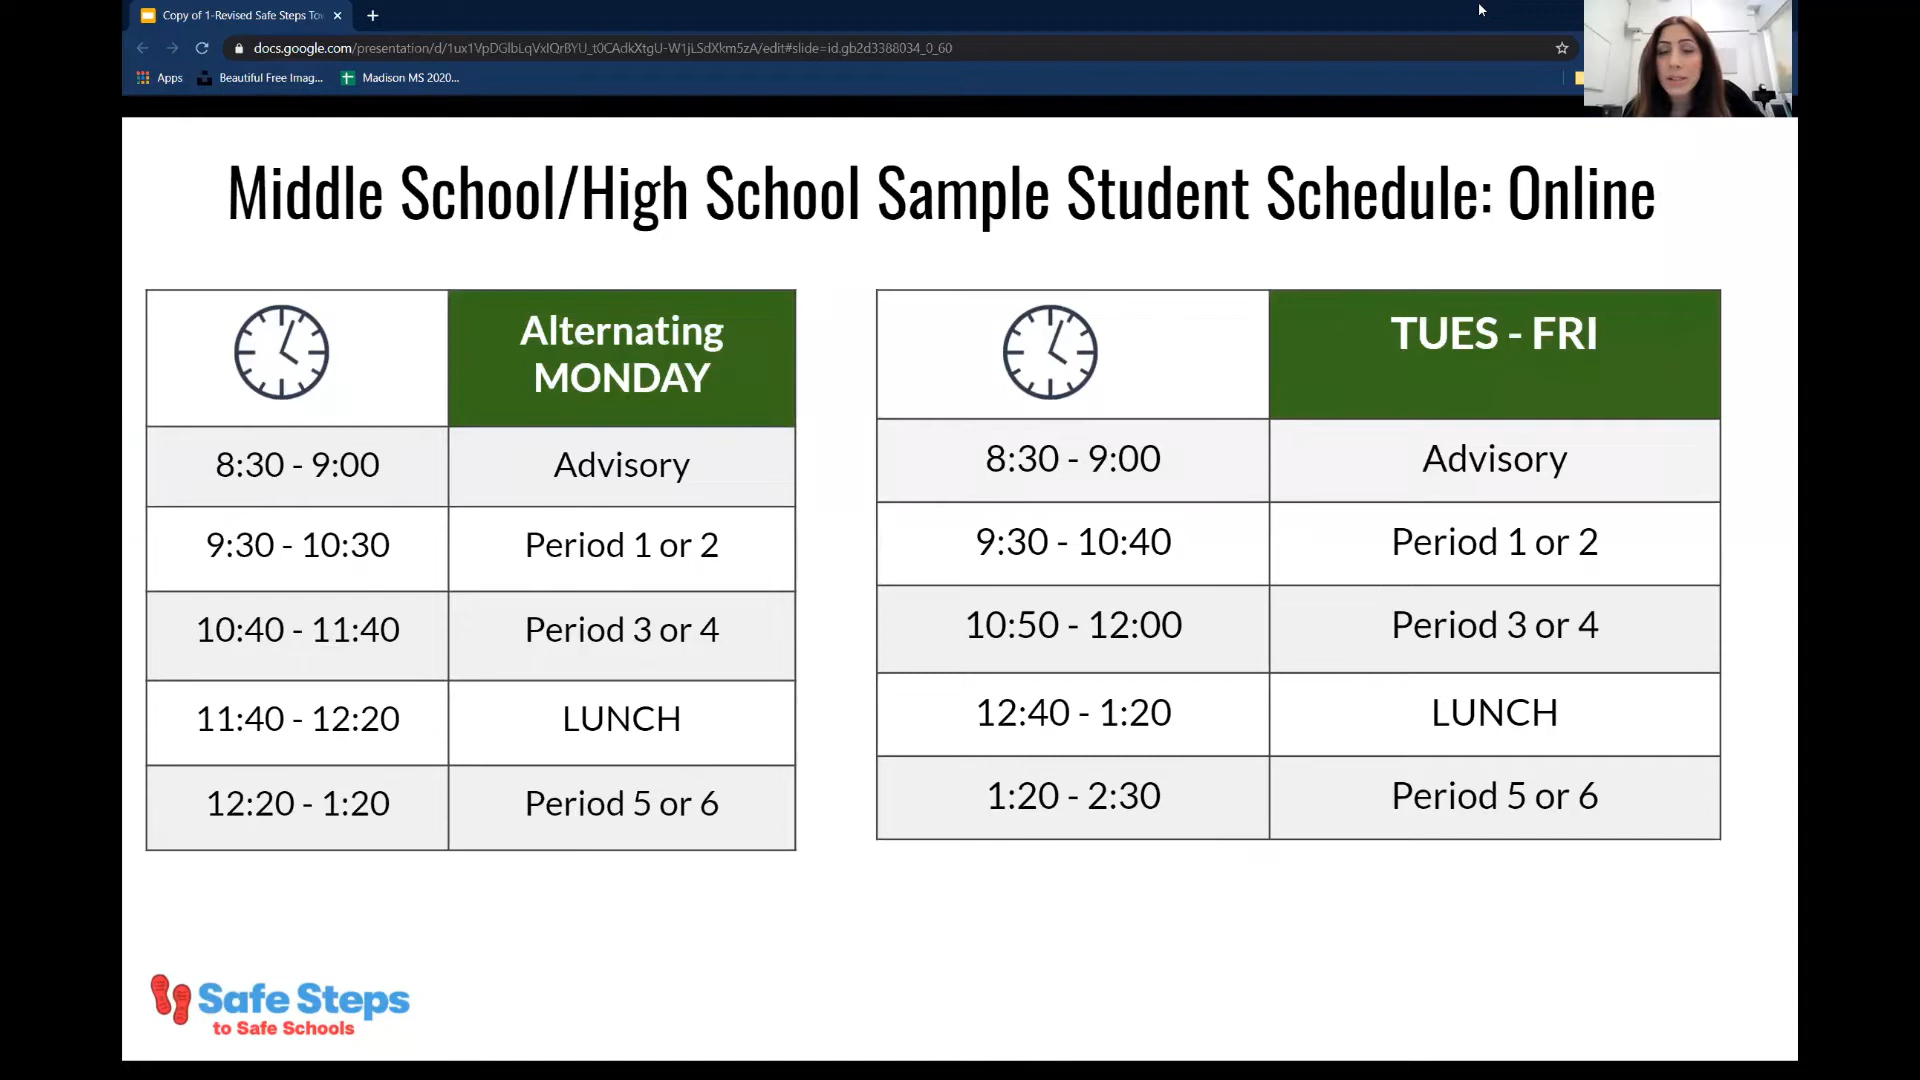 Copy of 1-Revised Safe Steps To
docs.google.com/presentation/d/1ux1VpDGlbLqVxIQrBYU_t0CAdkXtgU-W1jLSdXkm5zA/edit#slide=id.gb2d3388034_0_60
Apps Beautiful Free Imag... Madison MS 2020...
Middle School/High School Sample Student Schedule: Online
Alternating
MONDAY
8:30 - 9:00 Advisory
9:30 - 10:30 Period 1 or 2
10:40 - 11:40 Period 3 or 4
11:40 - 12:20 LUNCH
12:20 - 1:20 Period 5 or 6
TUES - FRI
8:30 - 9:00 Advisory
9:30 - 10:40 Period 1 or 2
10:50 - 12:00 Period 3 or 4
12:40 - 1:20 LUNCH
1:20 - 2:30 Period 5 or 6
Safe Steps
to Safe Schools